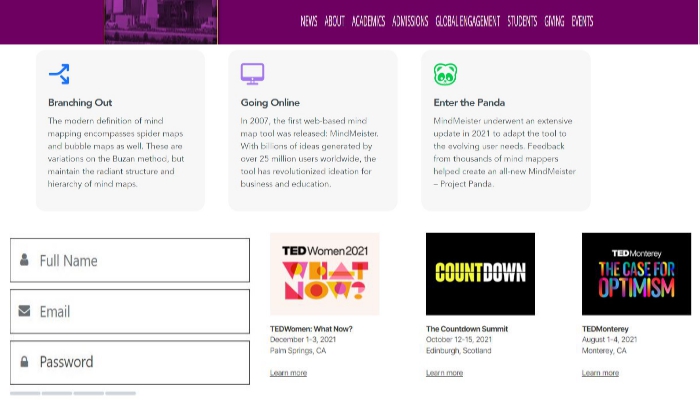 NEWS ABOUT ACADEMICS ADMISSIONS GLOBAL ENGAGEMENT STUDENTS GIVING EVENTS
Branching Out
The modern definition of mind
mapping encompasses spider maps
and bubble maps as well. These are
variations on the Buzan method, but
maintain the radiant structure and
hierarchy of mind maps.
Going Online
In 2007, the first web-based mind
map tool was released: MindMeister.
With billions of ideas generated by
over 25 million users worldwide, the
tool has revolutionized ideation for
business and education.
Enter the Panda
MindMeister underwent an extensive
update in 2021 to adapt the tool to
the evolving user needs. Feedback
from thousands of mind mappers
helped create an all-new MindMeister
– Project Panda.
Full Name
Email
Password
TEDWomen2021
WHAT
NOW?
TEDWomen: What Now?
December 1-3, 2021
Palm Springs, CA
Learn more
COUNTDOWN
The Countdown Summit
October 12-15, 2021
Edinburgh, Scotland
Learn more
TEDMonterey
THE CASE FOR
OPTIMISM
TEDMonterey
August 1-4, 2021
Monterey, CA
Learn more